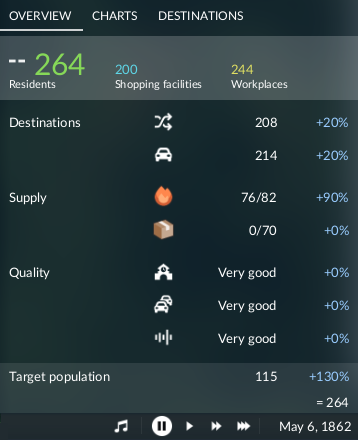 OVERVIEW CHARTS DESTINATIONS
-- 264 200 244
Residents Shopping facilities Workplaces
Destinations 208 +20%
214 +20%
Supply 76/82 +90%
0/70 +0%
Quality Very good +0%
Very good +0%
Very good +0%
Target population 115 +130%
= 264
May 6, 1862